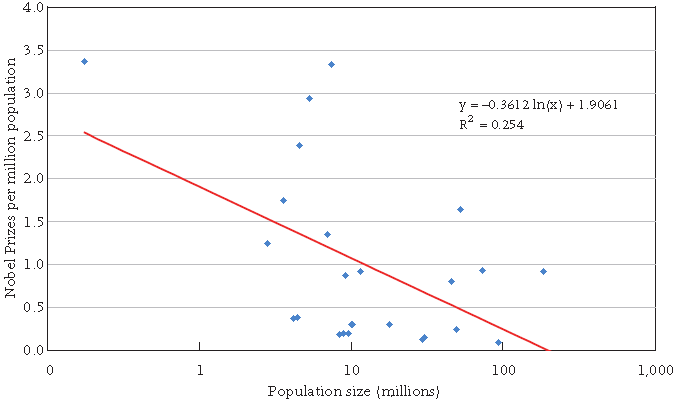 4.0
3.5
3.0
2.5
2.0
1.5
1.0
0.5
0.0
Nobel Prizes per million population
y = –0.3612 ln(x) + 1.9061
R² = 0.254
0 1 10 100 1,000
Population size (millions)